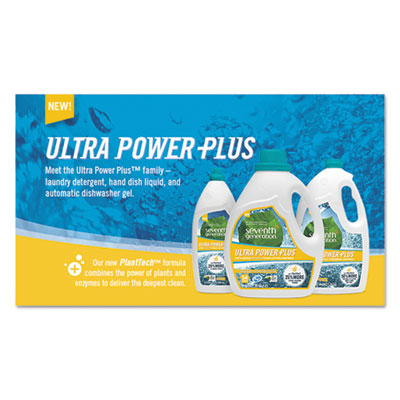 NEW!
ULTRA POWER+PLUS
Meet the Ultra Power Plus™ family –
laundry detergent, hand dish liquid, and
automatic dishwasher gel.
Our new PlantTech™ formula
combines the power of plants and
enzymes to deliver the deepest clean.
seventh
generation
ULTRA POWER+PLUS
25% MORE